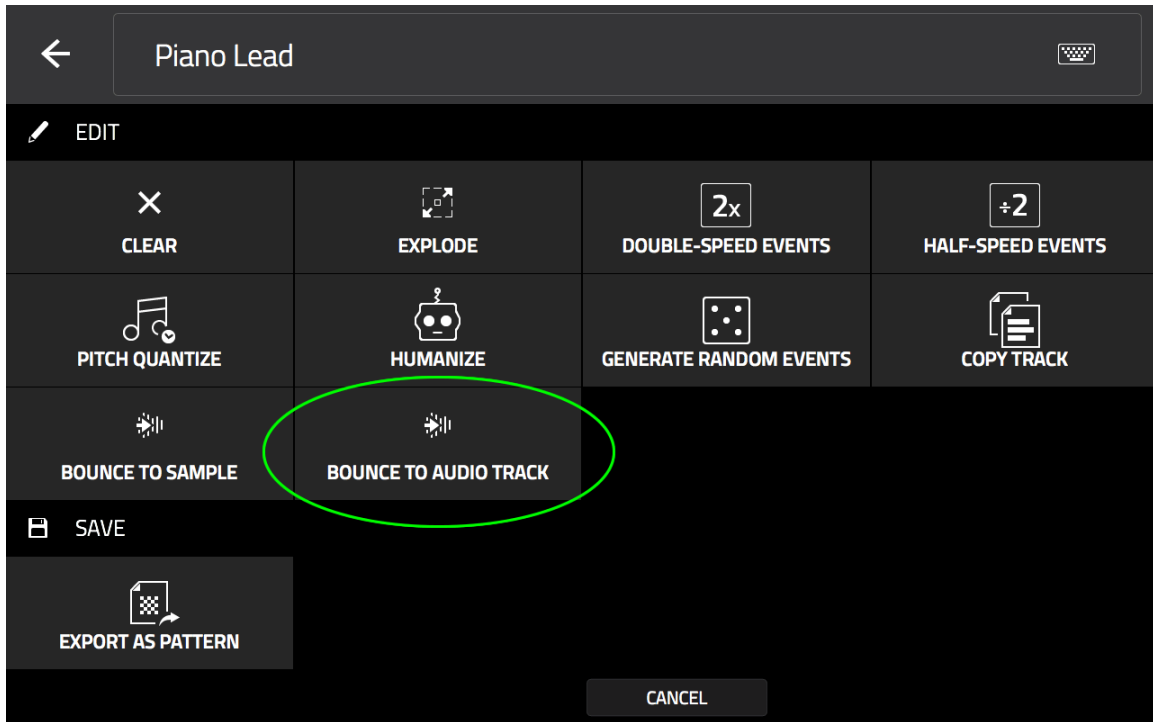 Piano Lead
EDIT
CLEAR
EXPLODE
2x
DOUBLE-SPEED EVENTS
÷2
HALF-SPEED EVENTS
PITCH QUANTIZE
HUMANIZE
GENERATE RANDOM EVENTS
COPY TRACK
BOUNCE TO SAMPLE
BOUNCE TO AUDIO TRACK
SAVE
EXPORT AS PATTERN
CANCEL